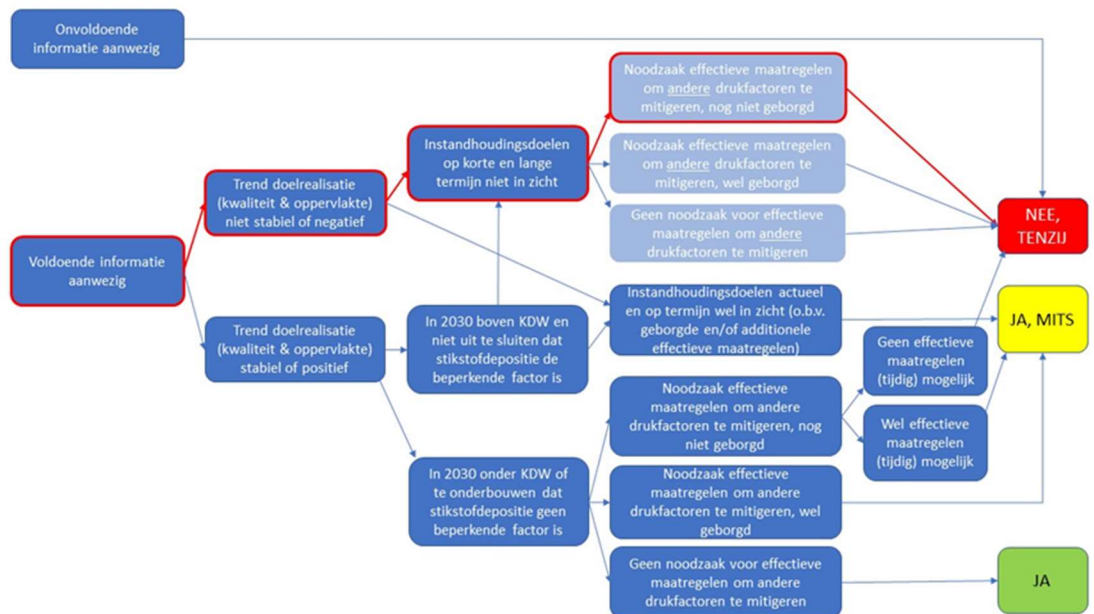 Onvoldoende
informatie aanwezig
Noodzaak effectieve maatregelen
om andere drukfactoren te
mitigeren, nog niet geborgd
Instandhoudingsdoelen
op korte en lange
termijn niet in zicht
Noodzaak effectieve maatregelen
om andere drukfactoren te
mitigeren, wel geborgd
Trend doelrealisatie
(kwaliteit & oppervlakte)
niet stabiel of negatief
Geen noodzaak voor effectieve
maatregelen om andere
drukfactoren te mitigeren
NEE,
TENZIJ
Voldoende informatie
aanwezig
Trend doelrealisatie
(kwaliteit & oppervlakte)
stabiel of positief
In 2030 boven KDW en
niet uit te sluiten dat
stikstofdepositie de
beperkende factor is
Instandhoudingsdoelen actueel
en op termijn wel in zicht (o.b.v.
geborgde en/of additionele
effectieve maatregelen)
JA, MITS
Geen effectieve
maatregelen
(tijdig) mogelijk
Noodzaak effectieve
maatregelen om andere
drukfactoren te mitigeren, nog
niet geborgd
Wel effectieve
maatregelen
(tijdig) mogelijk
In 2030 onder KDW of
te onderbouwen dat
stikstofdepositie geen
beperkende factor is
Noodzaak effectieve
maatregelen om andere
drukfactoren te mitigeren, wel
geborgd
Geen noodzaak voor effectieve
maatregelen om andere
drukfactoren te mitigeren
JA